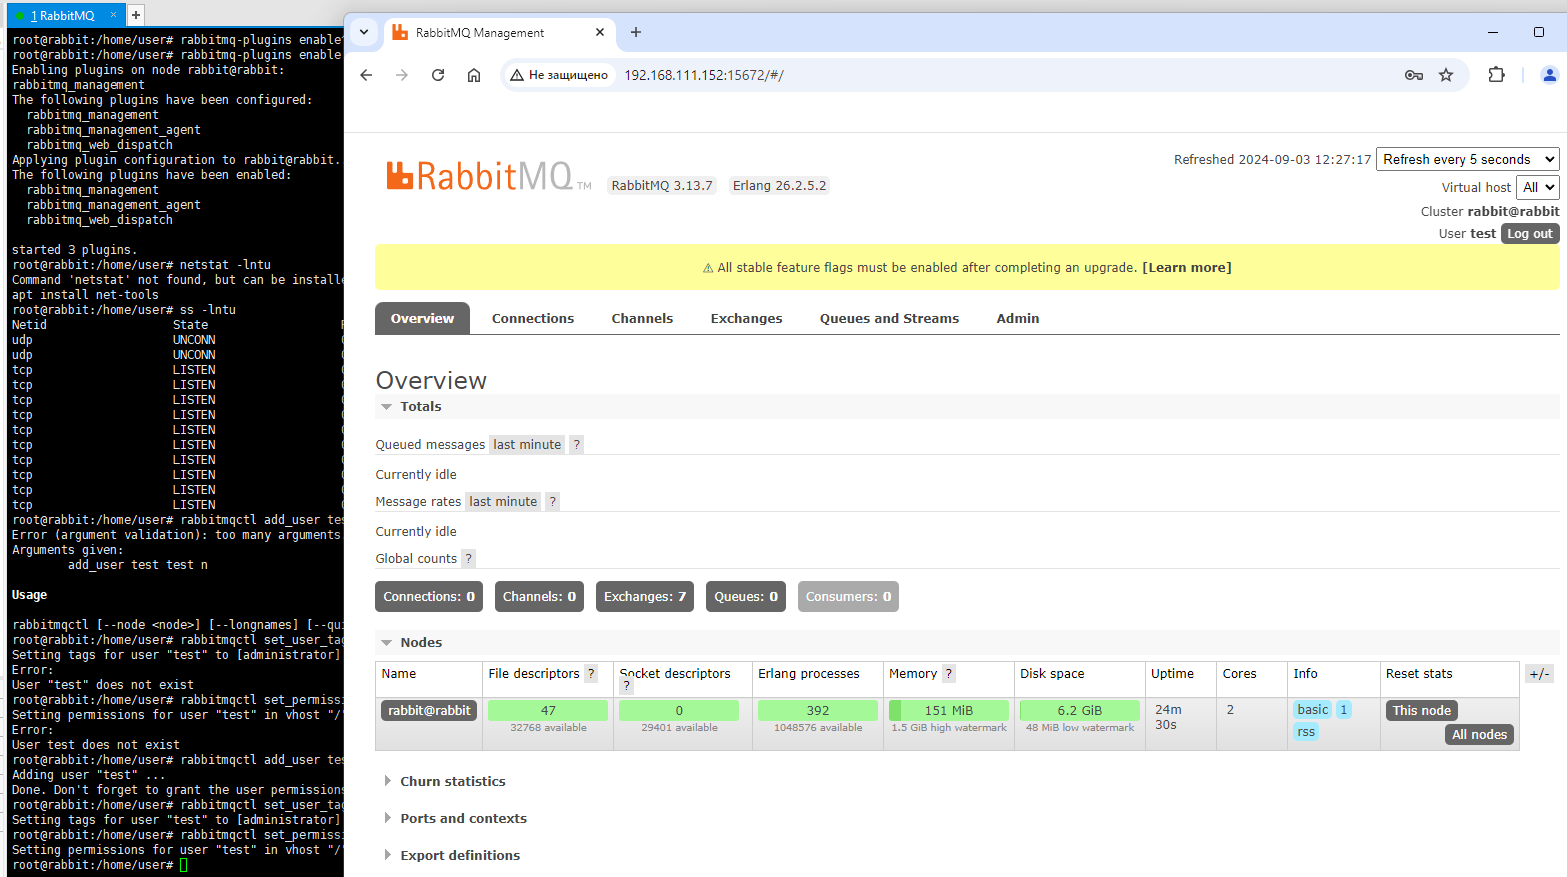 1 RabbitMQ
root@rabbit:/home/user# rabbitmq-plugins enable
root@rabbit:/home/user# rabbitmq-plugins enable
Enabling plugins on node rabbit@rabbit:
rabbitmq_management
The following plugins have been configured:
rabbitmq_management
rabbitmq_management_agent
rabbitmq_web_dispatch
Applying plugin configuration to rabbit@rabbit..
The following plugins have been enabled:
rabbitmq_management
rabbitmq_management_agent
rabbitmq_web_dispatch
started 3 plugins.
root@rabbit:/home/user# netstat -lntu
Command 'netstat' not found, but can be installe
apt install net-tools
root@rabbit:/home/user# ss -lntu
Netid State
udp UNCONN
udp UNCONN
tcp LISTEN
tcp LISTEN
tcp LISTEN
tcp LISTEN
tcp LISTEN
tcp LISTEN
tcp LISTEN
tcp LISTEN
tcp LISTEN
tcp LISTEN
root@rabbit:/home/user# rabbitmqctl add_user tes
Error (argument validation): too many arguments
Arguments given:
add_user test test n
Usage
rabbitmqctl [--node <node>] [--longnames] [--qui
root@rabbit:/home/user# rabbitmqctl set_user_tag
Setting tags for user "test" to [administrator]
Error:
User "test" does not exist
root@rabbit:/home/user# rabbitmqctl set_permissi
Setting permissions for user "test" in vhost "/"
Error:
User test does not exist
root@rabbit:/home/user# rabbitmqctl add_user tes
Adding user "test" ...
Done. Don't forget to grant the user permissions
root@rabbit:/home/user# rabbitmqctl set_user_tag
Setting tags for user "test" to [administrator]
root@rabbit:/home/user# rabbitmqctl set_permissi
Setting permissions for user "test" in vhost "/"
root@rabbit:/home/user#
RabbitMQ Management
Не защищено 192.168.111.152:15672/#/
RabbitMQ TM RabbitMQ 3.13.7 Erlang 26.2.5.2
Refreshed 2024-09-03 12:27:17 Refresh every 5 seconds
Virtual host All
Cluster rabbit@rabbit
User test Log out
⚠ All stable feature flags must be enabled after completing an upgrade. [Learn more]
Overview Connections Channels Exchanges Queues and Streams Admin
Overview
Totals
Queued messages last minute ?
Currently idle
Message rates last minute ?
Currently idle
Global counts ?
Connections: 0 Channels: 0 Exchanges: 7 Queues: 0 Consumers: 0
Nodes
Name File descriptors ? Socket descriptors ? Erlang processes Memory ? Disk space Uptime Cores Info Reset stats +/-
rabbit@rabbit 47 0 392 151 MiB 6.2 GiB 24m 30s 2 basic 1 rss This node All nodes
32768 available 29401 available 1048576 available 1.5 GiB high watermark 48 MiB low watermark
Churn statistics
Ports and contexts
Export definitions